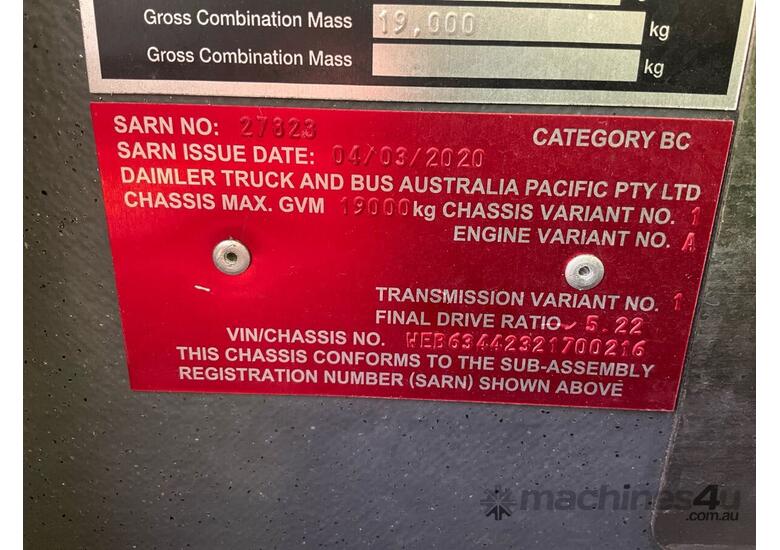 Gross Combination Mass 19,000 kg
Gross Combination Mass kg
SARN NO: 27323 CATEGORY BC
SARN ISSUE DATE: 04/03/2020
DAIMLER TRUCK AND BUS AUSTRALIA PACIFIC PTY LTD
CHASSIS MAX. GVM 19000kg CHASSIS VARIANT NO. 1
ENGINE VARIANT NO. A
TRANSMISSION VARIANT NO. 1
FINAL DRIVE RATIO 5.22
VIN/CHASSIS NO. WEB63442321700216
THIS CHASSIS CONFORMS TO THE SUB-ASSEMBLY
REGISTRATION NUMBER (SARN) SHOWN ABOVE
machines4u
.com.au